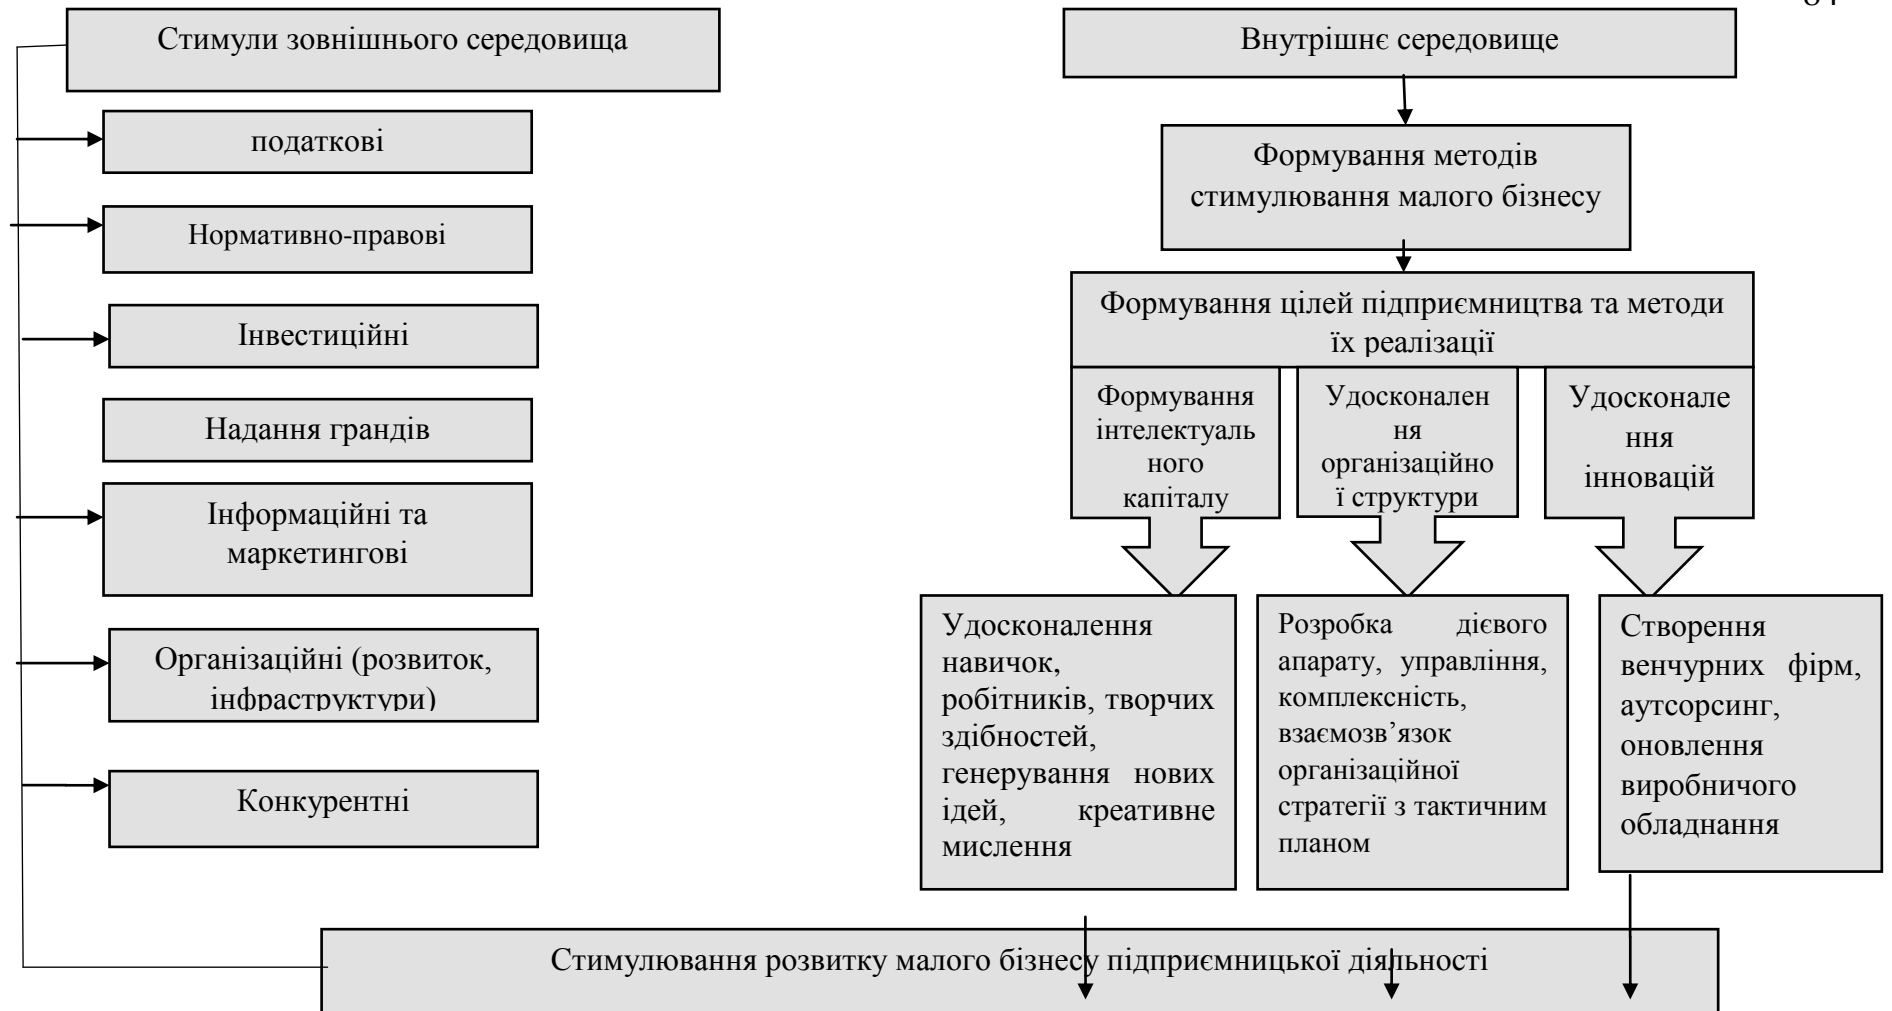 Стимули зовнішнього середовища
податкові
Нормативно-правові
Інвестиційні
Надання грандів
Інформаційні та
маркетингові
Організаційні (розвиток,
інфраструктури)
Конкурентні
Внутрішнє середовище
Формування методів
стимулювання малого бізнесу
Формування цілей підприємництва та методи
їх реалізації
Формування
інтелектуаль
ного
капіталу
Удосконален
ня
організаційно
ї структури
Удосконале
ння
інновацій
Удосконалення
навичок,
робітників, творчих
здібностей,
генерування нових
ідей, креативне
мислення
Розробка дієвого
апарату, управління,
комплексність,
взаємозв’язок
організаційної
стратегії з тактичним
планом
Створення
венчурних фірм,
аутсорсинг,
оновлення
виробничого
обладнання
Стимулювання розвитку малого бізнесу підприємницької діяльності